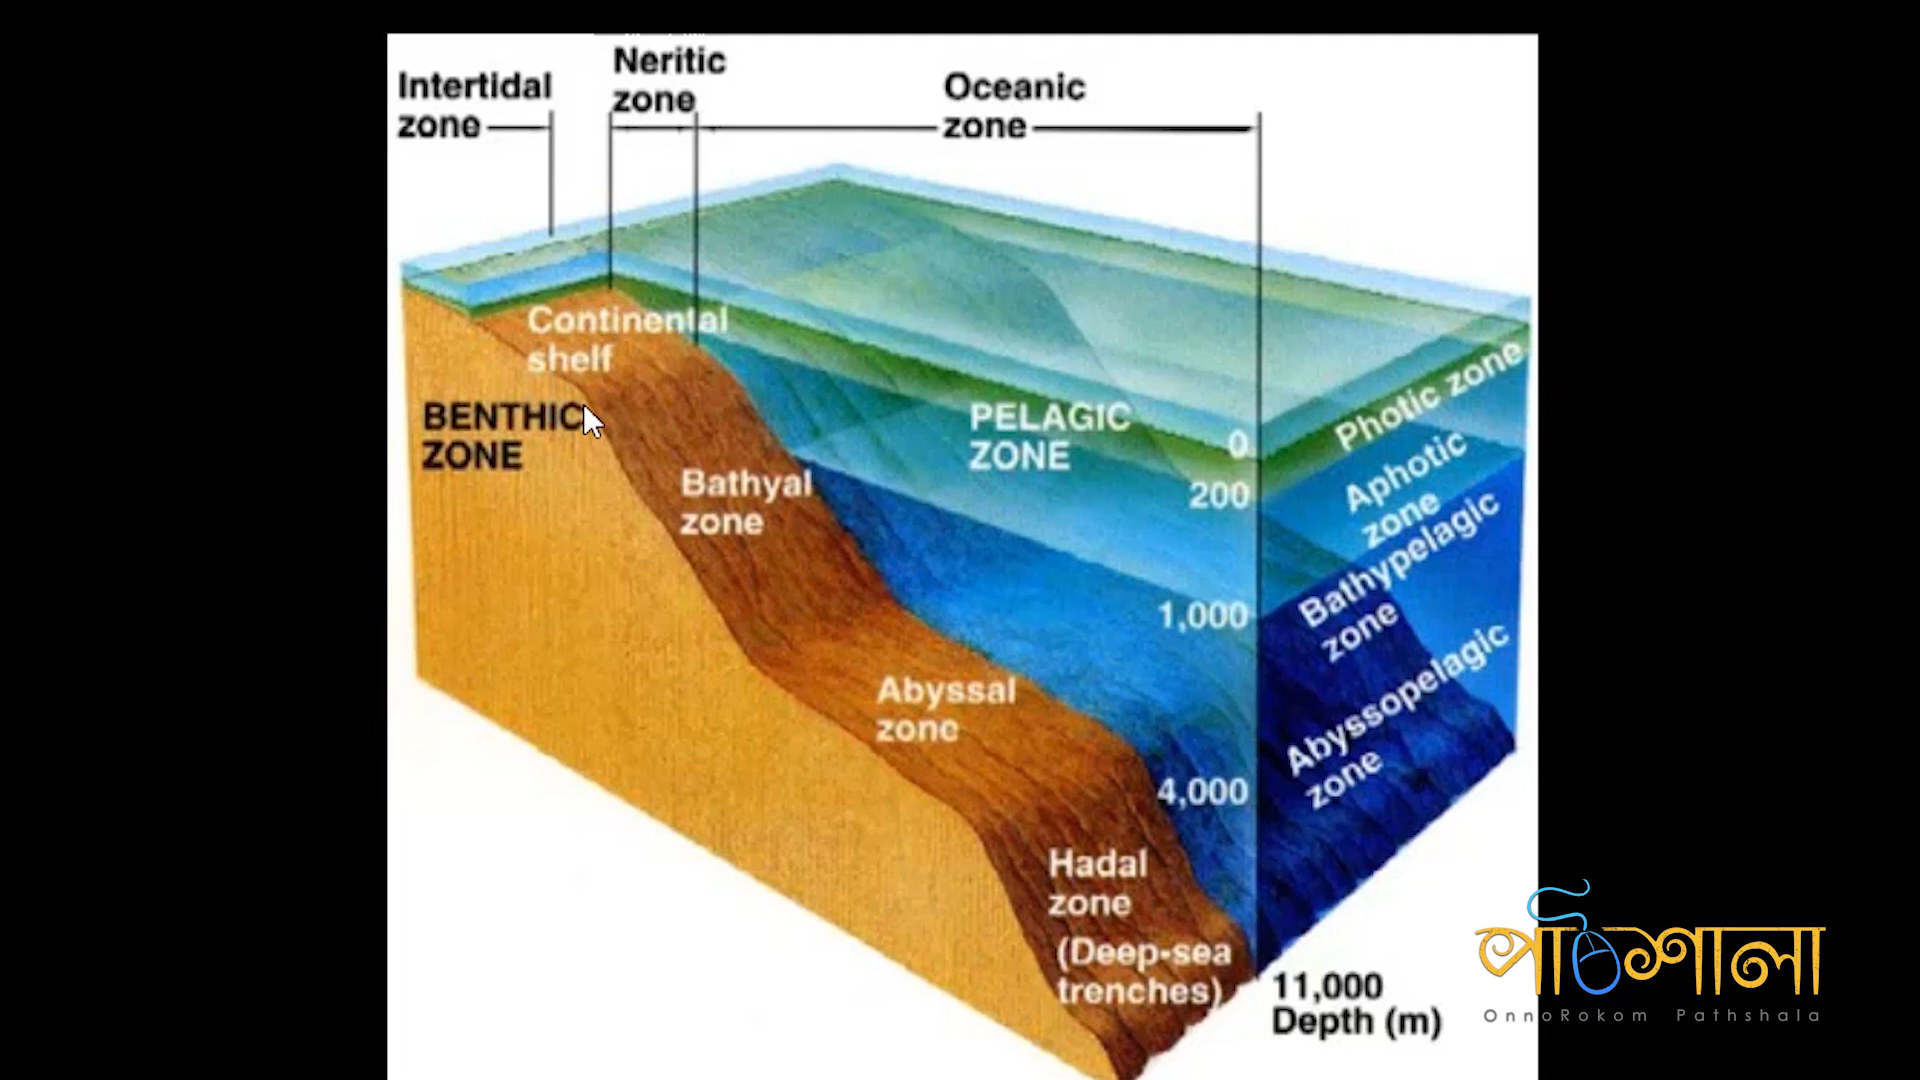 Neritic
zone
Intertidal
zone
Oceanic
zone
Continental
shelf
BENTHIC
ZONE
PELAGIC
ZONE
Bathyal
zone
Abyssal
zone
Hadal
zone
(Deep-sea
trenches)
0
200
1,000
4,000
11,000
Depth (m)
Photic zone
Aphotic
zone
Bathypelagic
zone
Abyssopelagic
zone
পাঠশালা
OnnoRokom Pathshala